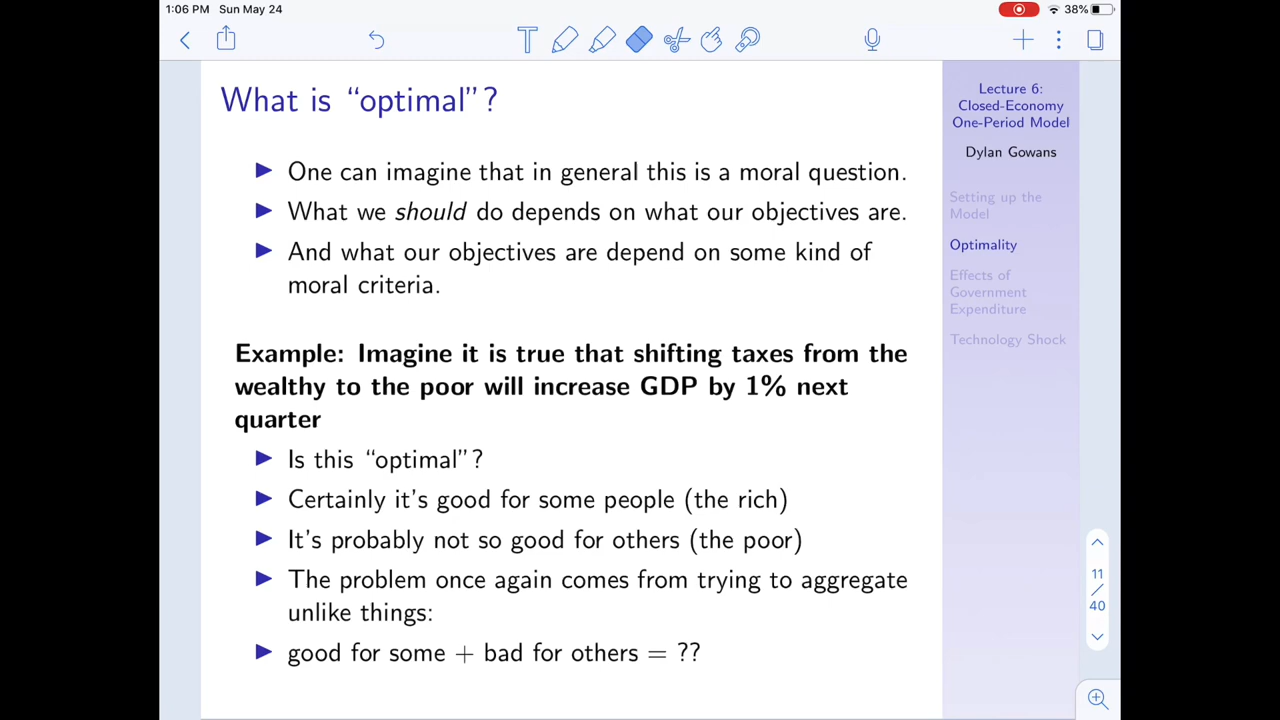 1:06 PM Sun May 24
38%
What is “optimal”?
One can imagine that in general this is a moral question.
What we should do depends on what our objectives are.
And what our objectives are depend on some kind of
moral criteria.
Example: Imagine it is true that shifting taxes from the
wealthy to the poor will increase GDP by 1% next
quarter
Is this “optimal”?
Certainly it’s good for some people (the rich)
It’s probably not so good for others (the poor)
The problem once again comes from trying to aggregate
unlike things:
good for some + bad for others = ??
Lecture 6:
Closed-Economy
One-Period Model
Dylan Gowans
Setting up the
Model
Optimality
Effects of
Government
Expenditure
Technology Shock
11
/
40